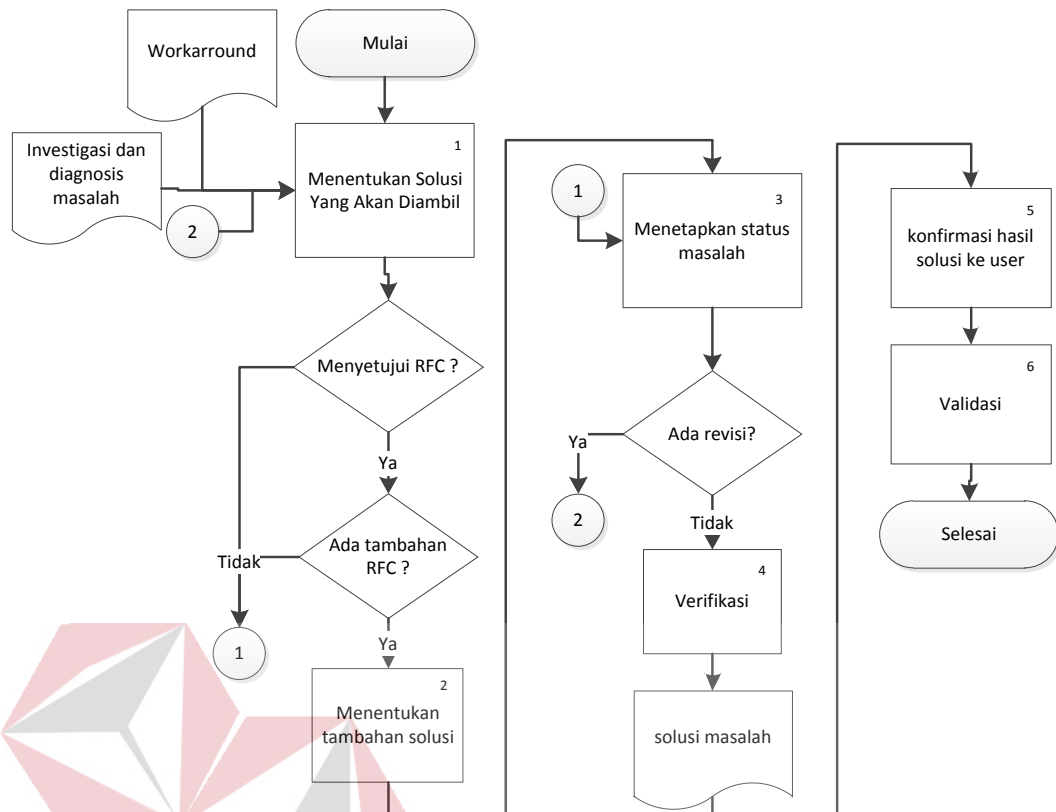 Mulai
Workarround
Investigasi dan
diagnosis
masalah
2
1
Menentukan Solusi
Yang Akan Diambil
Menyetujui RFC ?
Ya
Ada tambahan
RFC ?
Tidak
1
Ya
2
Menentukan
tambahan solusi
1
3
Menetapkan status
masalah
Ada revisi?
Ya
2
Tidak
4
Verifikasi
solusi masalah
5
konfirmasi hasil
solusi ke user
6
Validasi
Selesai